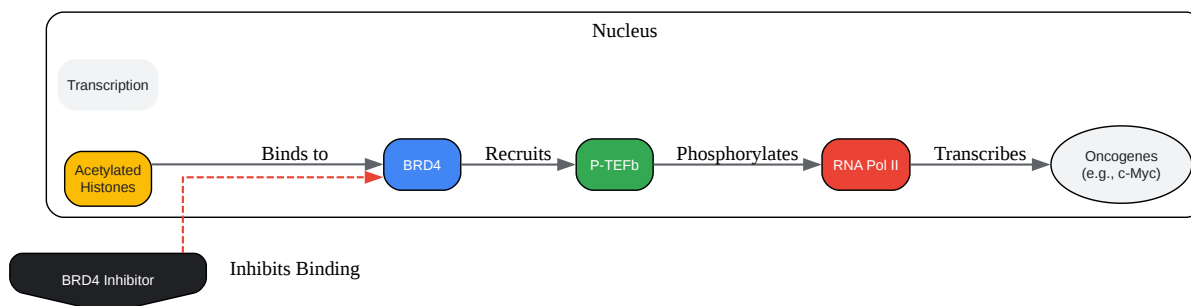 Nucleus
Transcription
Acetylated
Histones
Binds to
BRD4
Recruits
P-TEFb
Phosphorylates
RNA Pol II
Transcribes
Oncogenes
(e.g., c-Myc)
BRD4 Inhibitor
Inhibits Binding